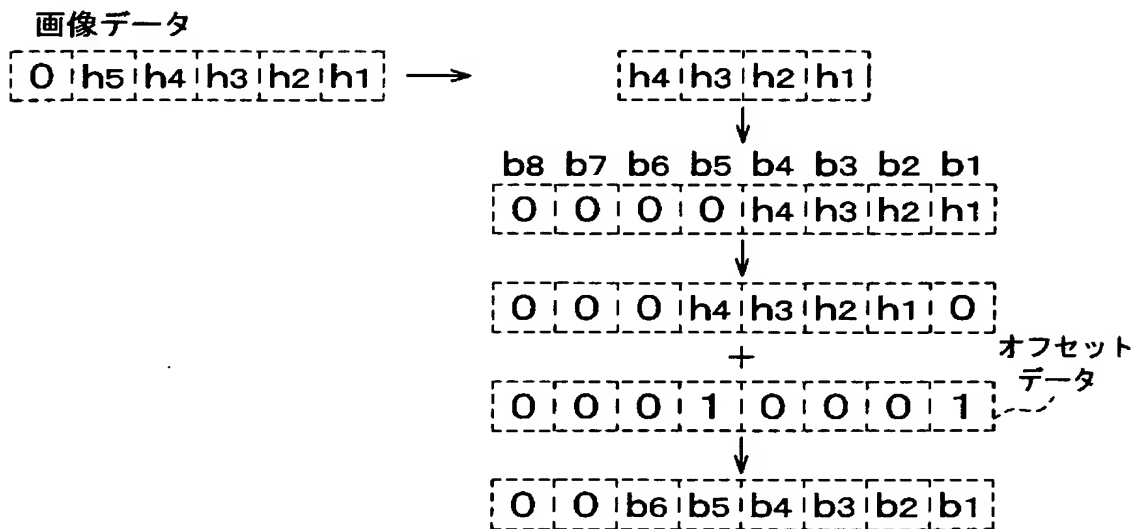 画像データ
0 h5 h4 h3 h2 h1 → h4 h3 h2 h1
↓
b8 b7 b6 b5 b4 b3 b2 b1
0 0 0 0 h4 h3 h2 h1
↓
0 0 0 h4 h3 h2 h1 0
+
オフセット
データ
0 0 0 1 0 0 0 1
↓
0 0 b6 b5 b4 b3 b2 b1